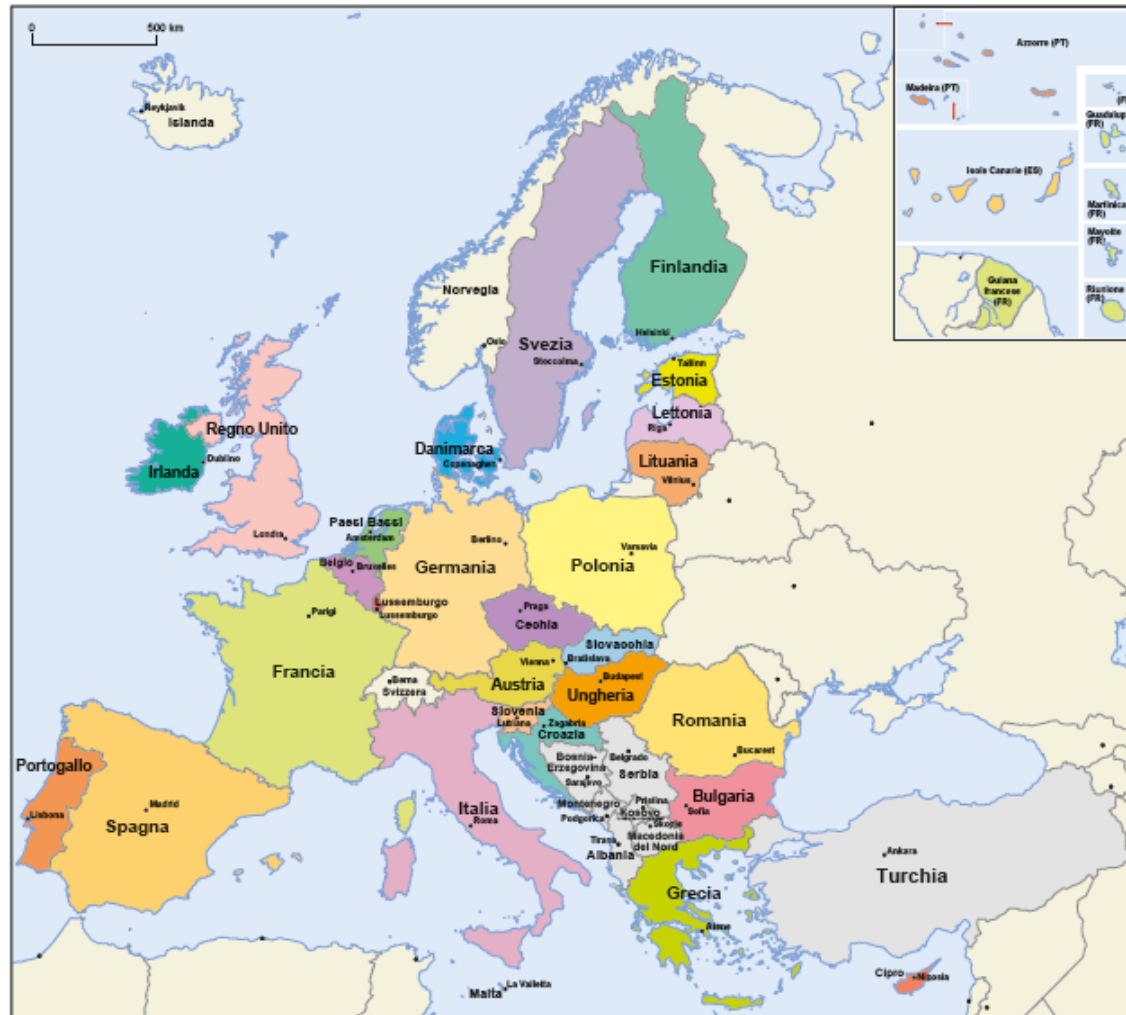 0 500 km
Azzorre (PT)
Madeira (PT)
Guadalup
(FR)
Isole Canarie (ES)
Martinica
(FR)
Mayotte
(FR)
Guiana
francese
(FR)
Riunione
(FR)
Reykjavik
Islanda
Finlandia
Norvegia
Helsinki
Oslo
Svezia
Stoccolma
Tallinn
Estonia
Lettonia
Riga
Regno Unito
Danimarca
Copenaghen
Dublino
Irlanda
Lituania
Vilnius
Paesi Bassi
Amsterdam
Londra
Berlino
Varsavia
Belgio
Bruxelles
Germania
Polonia
Lussemburgo
Lussemburgo
Parigi
Praga
Cechia
Slovacchia
Bratislava
Vienna
Francia
Berna
Svizzera
Austria
Budapest
Ungheria
Slovenia
Lubiana
Zagabria
Croazia
Romania
Bucarest
Portogallo
Bosnia-
Erzegovina
Sarajevo
Belgrado
Serbia
Lisbona
Madrid
Spagna
Italia
Roma
Montenegro
Podgorica
Pristina
Kosovo
Bulgaria
Sofia
Skopje
Macedonia
del Nord
Tirana
Albania
Ankara
Turchia
Grecia
Atene
Cipro
Nicosia
Malta
La Valletta